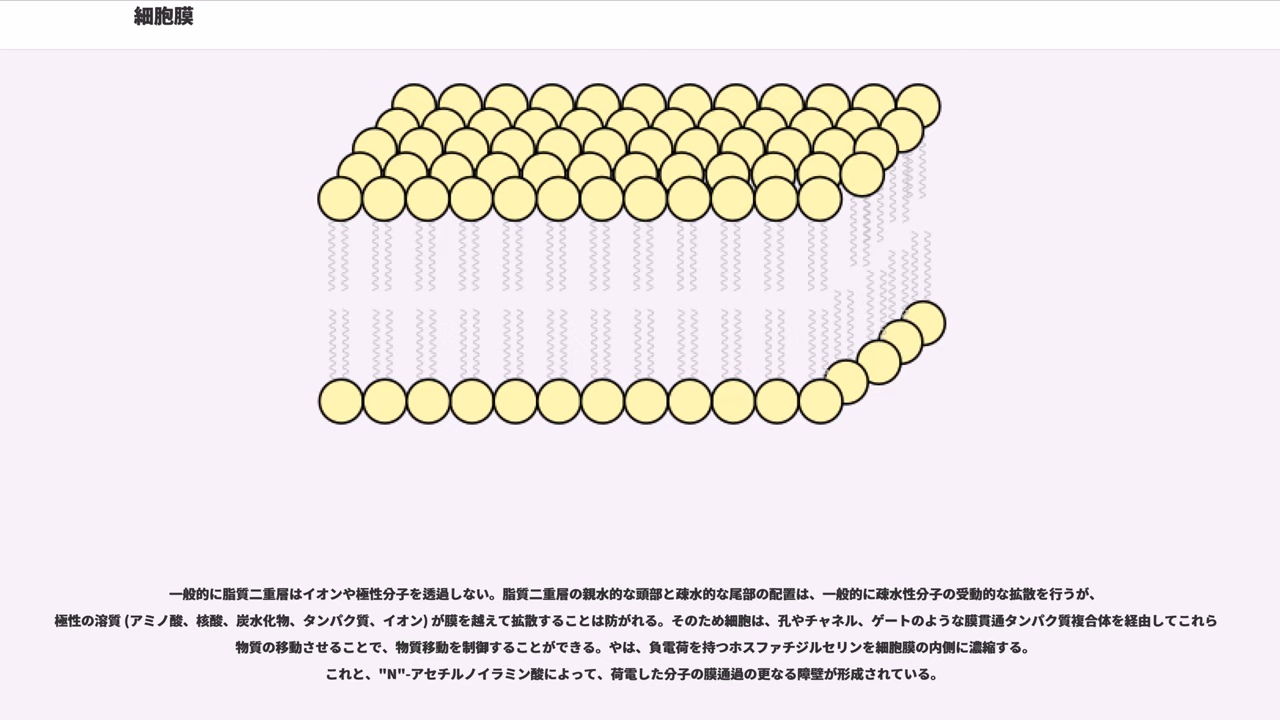 細胞膜
一般的に脂質二重層はイオンや極性分子を透過しない。脂質二重層の親水的な頭部と疎水的な尾部の配置は、一般的に疎水性分子の受動的な拡散を行うが、
極性の溶質 (アミノ酸、核酸、炭水化物、タンパク質、イオン) が膜を越えて拡散することは防がれる。そのため細胞は、孔やチャネル、ゲートのような膜貫通タンパク質複合体を経由してこれら
物質の移動させることで、物質移動を制御することができる。やは、負電荷を持つホスファチジルセリンを細胞膜の内側に濃縮する。
これと、"N"-アセチルノイラミン酸によって、荷電した分子の膜通過の更なる障壁が形成されている。